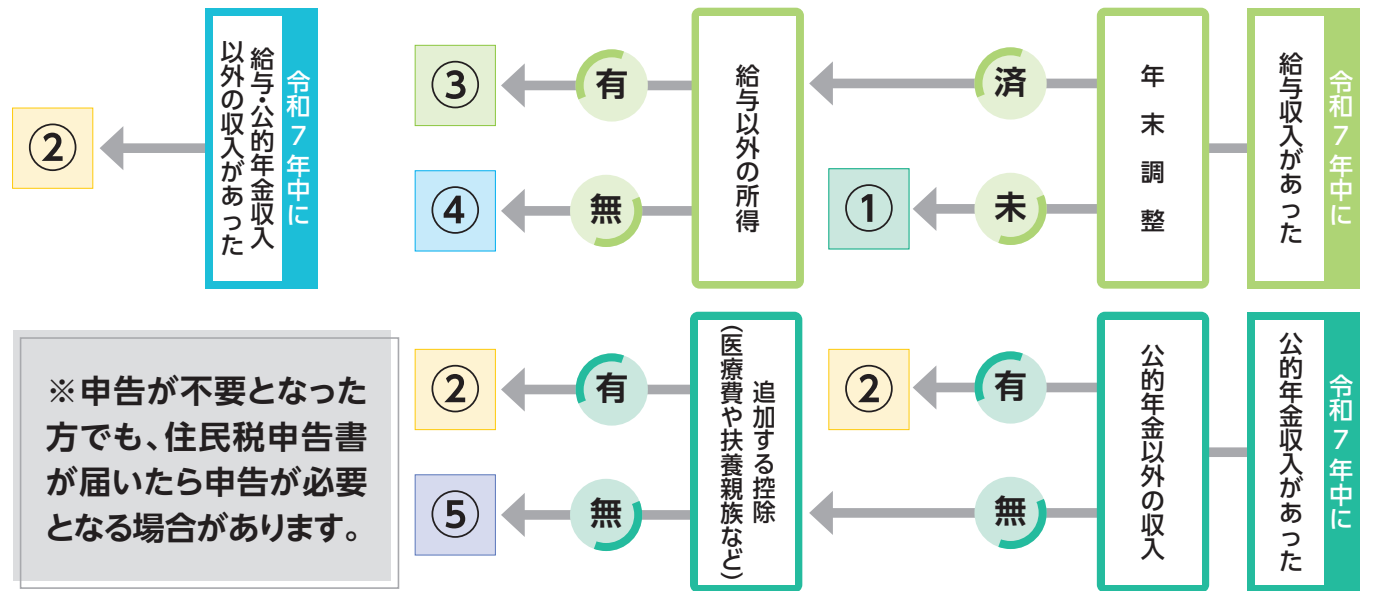 令和7年中に
給与収入があった
年末調整
済
未
①
給与以外の所得
有
無
③
④
令和7年中に
給与・公的年金収入
以外の収入があった
②
令和7年中に
公的年金収入があった
公的年金以外の収入
有
無
②
追加する控除
(医療費や扶養親族など)
有
無
②
⑤
※申告が不要となった
方でも、住民税申告書
が届いたら申告が必要
となる場合があります。